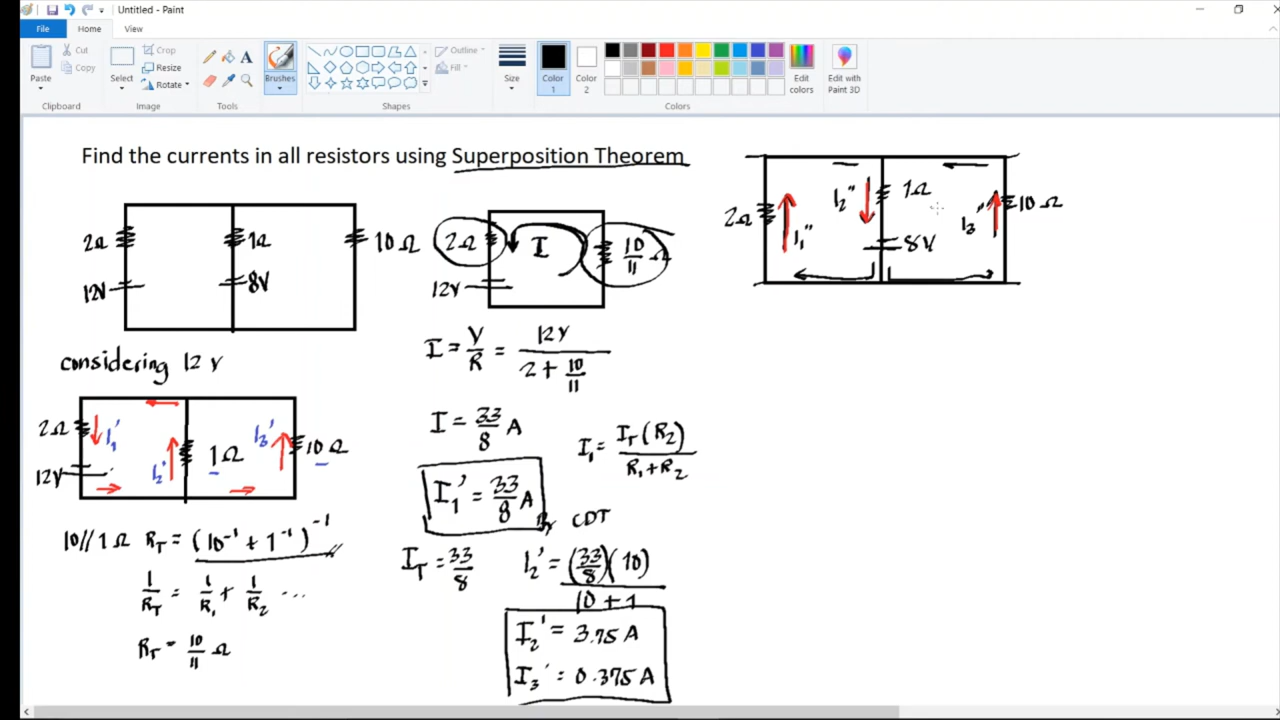 Untitled - Paint
File
Home
View
Paste
Cut
Copy
Clipboard
Select
Crop
Resize
Rotate
Image
Tools
Brushes
Shapes
Outline
Fill
Size
Color 1
Color 2
Edit colors
Edit with Paint 3D
Colors
Find the currents in all resistors using Superposition Theorem
2Ω
12V
1Ω
8V
10 Ω
considering 12 V
2Ω
12V
I₁'
I₂'
1Ω
I₃'
10 Ω
10//1 Ω R_T = (10⁻¹ + 1⁻¹)⁻¹
1/R_T = 1/R₁ + 1/R₂ ...
R_T = 10/11 Ω
2Ω
12V
I
10/11 Ω
I = V/R = 12V / (2 + 10/11)
I = 33/8 A
I₁' = 33/8 A
I₁ = I_T (R₂) / (R₁ + R₂)
By CDT
I_T = 33/8
I₂' = (33/8)(10) / (10 + 1)
I₂' = 3.75 A
I₃' = 0.375 A
2Ω
I₁"
I₂"
1Ω
8V
I₃"
10 Ω